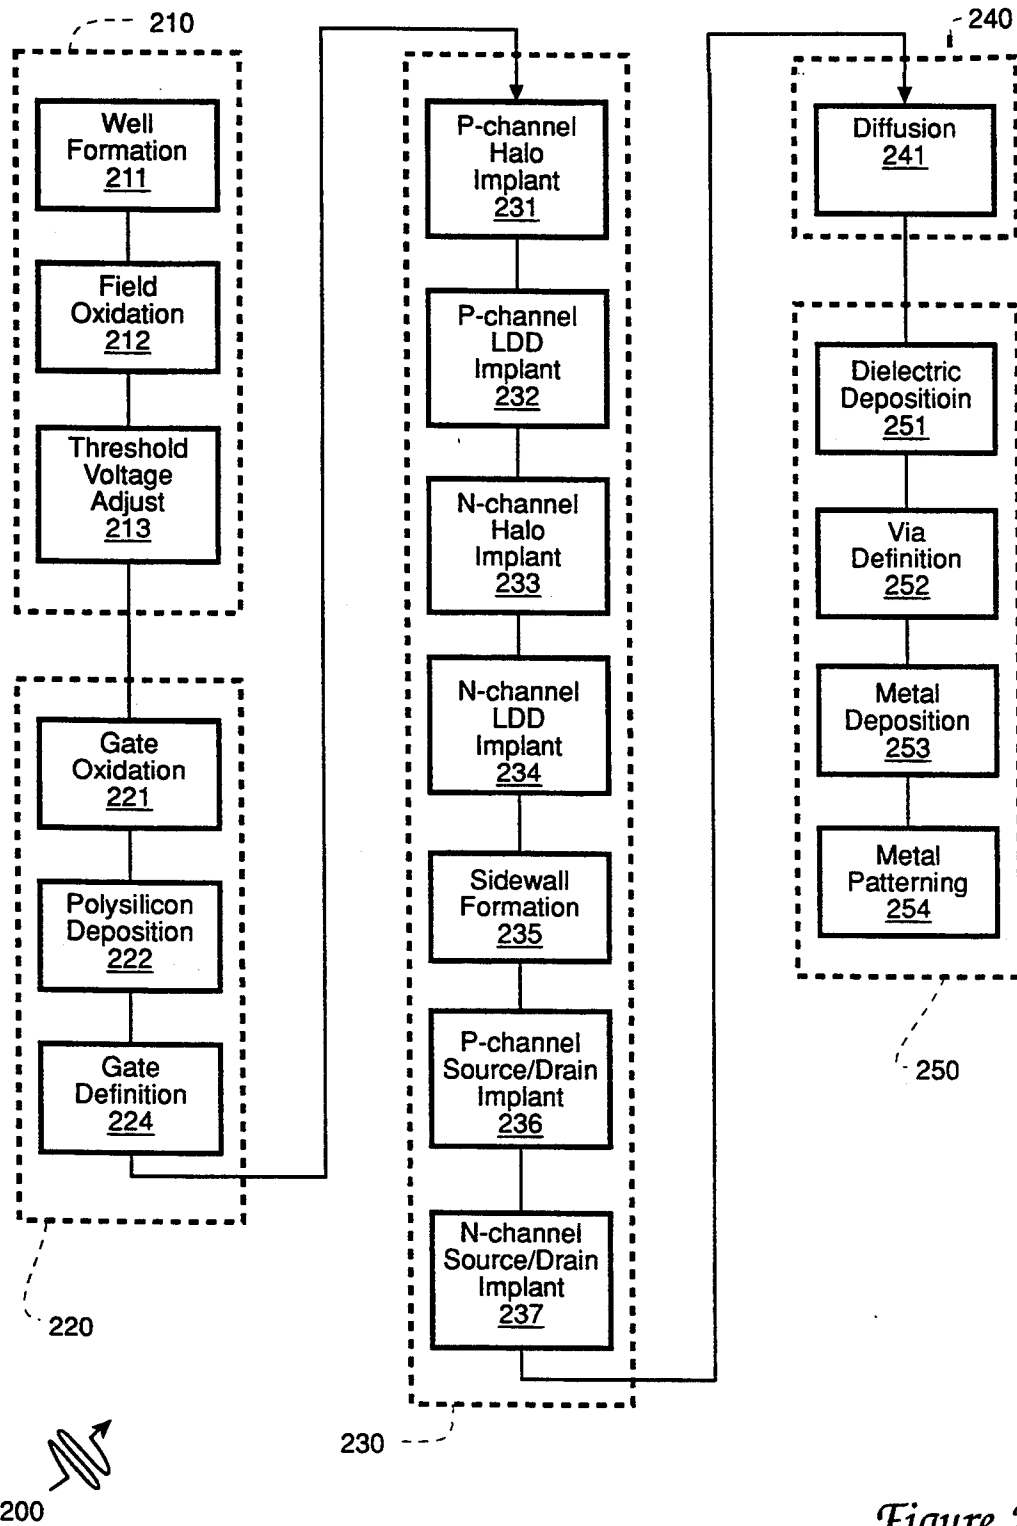 210
Well
Formation
211
Field
Oxidation
212
Threshold
Voltage
Adjust
213
Gate
Oxidation
221
Polysilicon
Deposition
222
Gate
Definition
224
220
P-channel
Halo
Implant
231
P-channel
LDD
Implant
232
N-channel
Halo
Implant
233
N-channel
LDD
Implant
234
Sidewall
Formation
235
P-channel
Source/Drain
Implant
236
N-channel
Source/Drain
Implant
237
230
240
Diffusion
241
Dielectric
Depositioin
251
Via
Definition
252
Metal
Deposition
253
Metal
Patterning
254
250
200
Figure